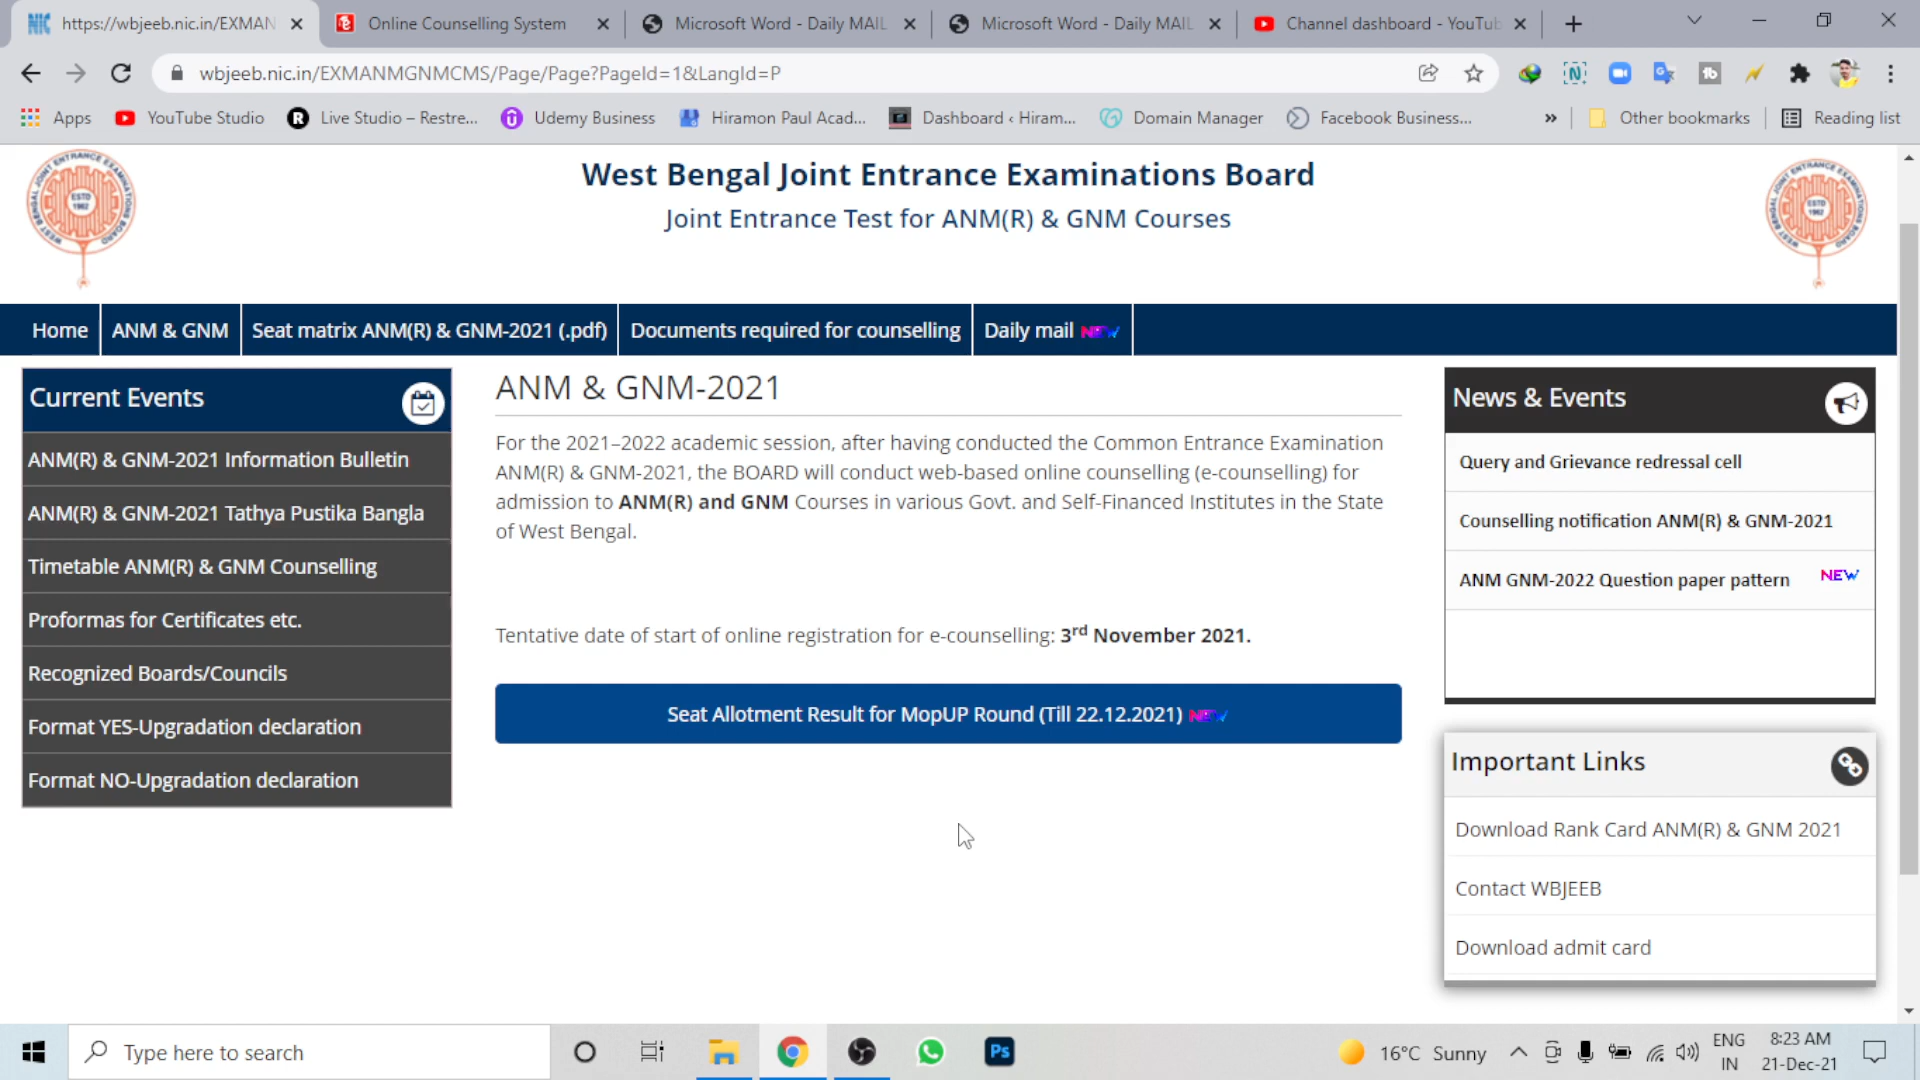 https://wbjeeb.nic.in/EXMAN
Online Counselling System
Microsoft Word - Daily MAIL
Microsoft Word - Daily MAIL
Channel dashboard - YouTub
wbjeeb.nic.in/EXMANMGNMCMS/Page/Page?PageId=1&LangId=P
Apps
YouTube Studio
Live Studio – Restre...
Udemy Business
Hiramon Paul Acad...
Dashboard ‹ Hiram...
Domain Manager
Facebook Business...
»
Other bookmarks
Reading list
West Bengal Joint Entrance Examinations Board
Joint Entrance Test for ANM(R) & GNM Courses
Home
ANM & GNM
Seat matrix ANM(R) & GNM-2021 (.pdf)
Documents required for counselling
Daily mail NEW
Current Events
ANM(R) & GNM-2021 Information Bulletin
ANM(R) & GNM-2021 Tathya Pustika Bangla
Timetable ANM(R) & GNM Counselling
Proformas for Certificates etc.
Recognized Boards/Councils
Format YES-Upgradation declaration
Format NO-Upgradation declaration
ANM & GNM-2021
For the 2021–2022 academic session, after having conducted the Common Entrance Examination
ANM(R) & GNM-2021, the BOARD will conduct web-based online counselling (e-counselling) for
admission to ANM(R) and GNM Courses in various Govt. and Self-Financed Institutes in the State
of West Bengal.
Tentative date of start of online registration for e-counselling: 3rd November 2021.
Seat Allotment Result for MopUP Round (Till 22.12.2021) NEW
News & Events
Query and Grievance redressal cell
Counselling notification ANM(R) & GNM-2021
ANM GNM-2022 Question paper pattern NEW
Important Links
Download Rank Card ANM(R) & GNM 2021
Contact WBJEEB
Download admit card
Type here to search
Ps
16°C Sunny
ENG
IN
8:23 AM
21-Dec-21